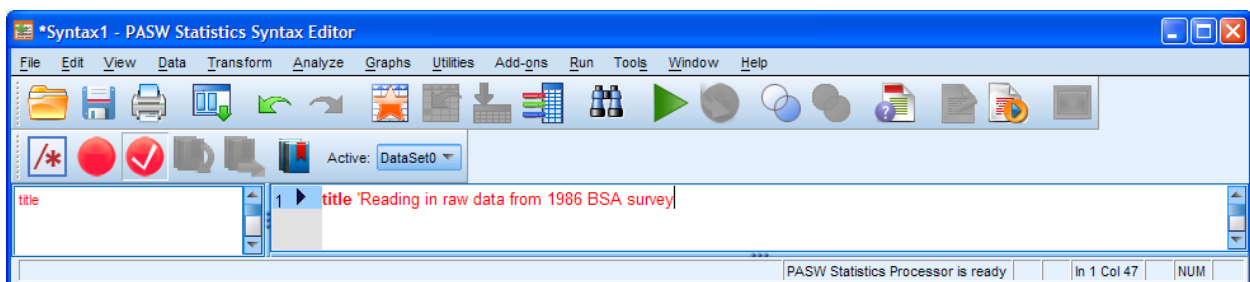 *Syntax1 - PASW Statistics Syntax Editor
File Edit View Data Transform Analyze Graphs Utilities Add-ons Run Tools Window Help
Active: DataSet0
title
1 title 'Reading in raw data from 1986 BSA survey
PASW Statistics Processor is ready In 1 Col 47 NUM